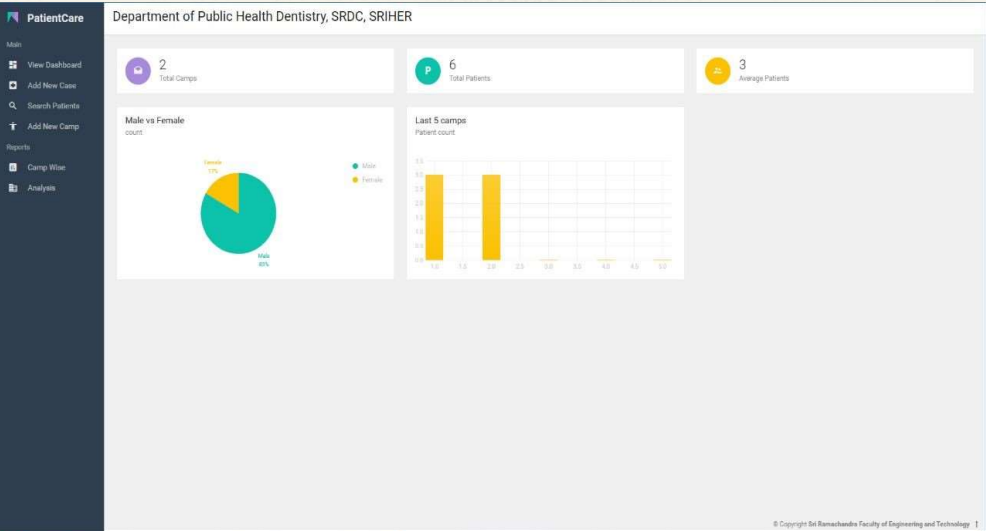 PatientCare
Department of Public Health Dentistry, SRDC, SRIHER
Main
View Dashboard
Add New Case
Search Patients
Add New Camp
Reports
Camp Wise
Analysis
2
Total Camps
P
6
Total Patients
3
Average Patients
Male vs Female
count
Female
17%
Male
Female
Male
Last 5 camps
Patient count
3.5
3.0
2.5
2.0
1.5
1.0
0.5
0.0
1.0 1.5 2.0 2.5 3.0 3.5 4.0 4.5 5.0
© Copyright Sri Ramachandra Faculty of Engineering and Technology